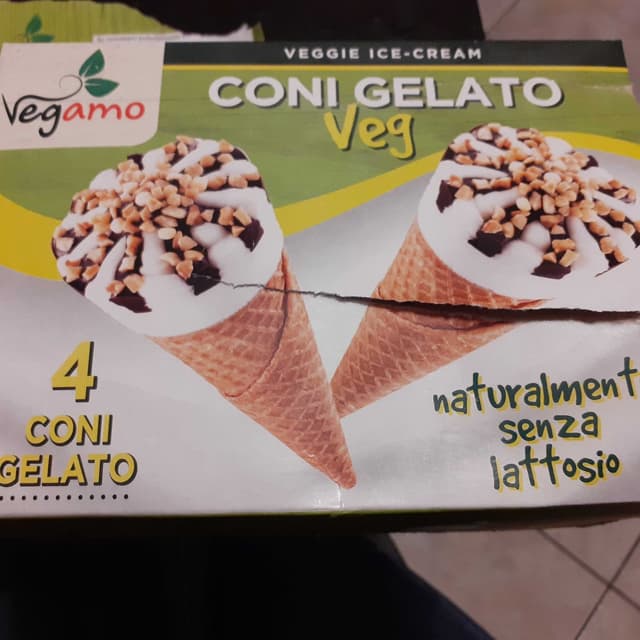 VEGGIE ICE-CREAM
Vegamo
CONI GELATO
Veg
4
CONI
GELATO
naturalment
senza
lattosio